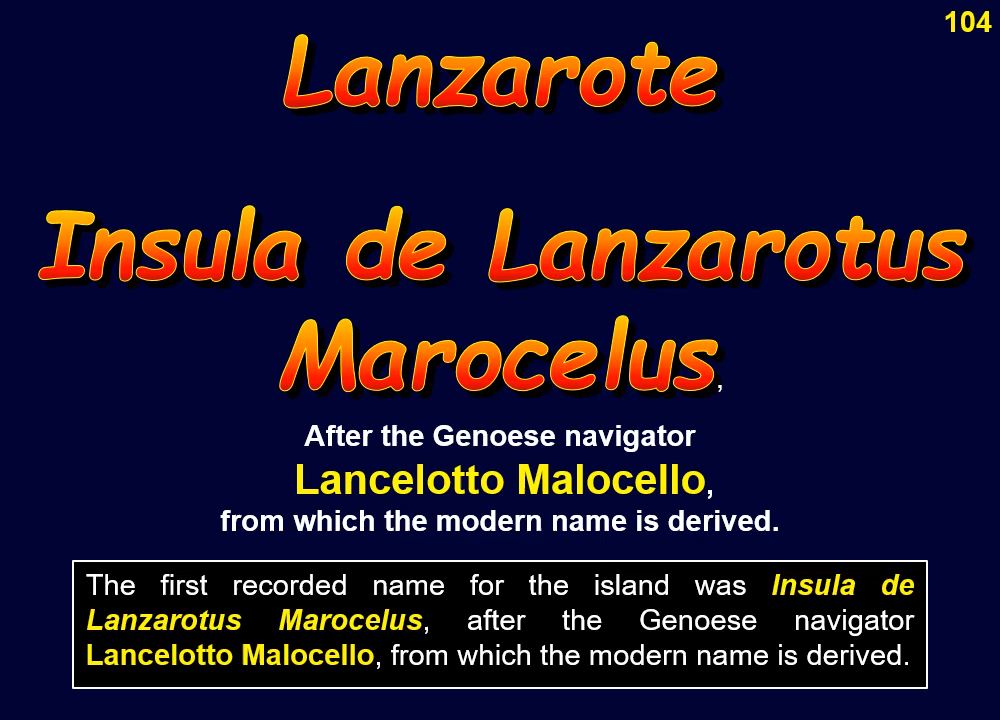 104
Lanzarote
Insula de Lanzarotus
Marocelus,
After the Genoese navigator
Lancelotto Malocello,
from which the modern name is derived.
The first recorded name for the island was Insula de
Lanzarotus Marocelus, after the Genoese navigator
Lancelotto Malocello, from which the modern name is derived.